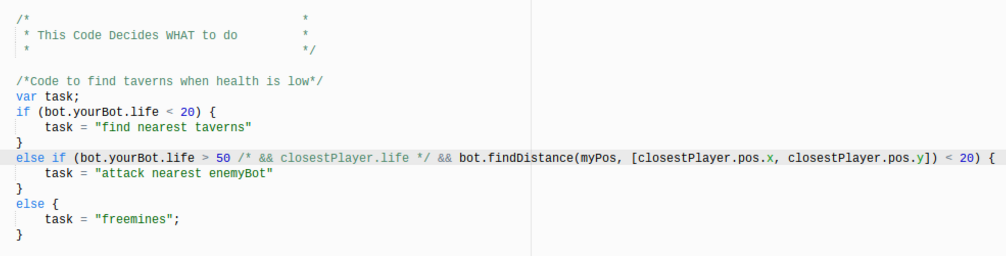 /*                                      *
 * This Code Decides WHAT to do         *
 *                                      */
/*Code to find taverns when health is low*/
var task;
if (bot.yourBot.life < 20) {
    task = "find nearest taverns"
}
else if (bot.yourBot.life > 50 /* && closestPlayer.life */ && bot.findDistance(myPos, [closestPlayer.pos.x, closestPlayer.pos.y]) < 20) {
    task = "attack nearest enemyBot"
}
else {
    task = "freemines";
}